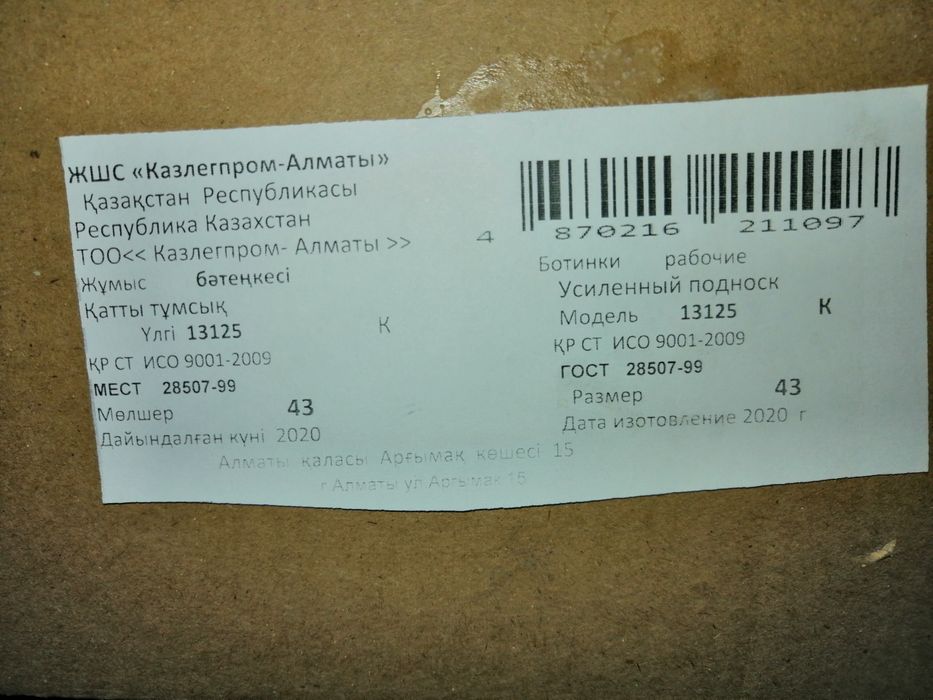 ЖШС «Казлегпром-Алматы»
Қазақстан Республикасы
Республика Казахстан
ТОО<< Казлегпром- Алматы >>
Жұмыс бәтеңкесі
Қатты тұмсық
Үлгі 13125 К
ҚР СТ ИСО 9001-2009
МЕСТ 28507-99
Мөлшер 43
Дайындалған күні 2020
4 870216 211097
Ботинки рабочие
Усиленный подноск
Модель 13125 К
ҚР СТ ИСО 9001-2009
ГОСТ 28507-99
Размер 43
Дата изотовление 2020 г
Алматы қаласы Арғымақ көшесі 15
г Алматы ул Аргымак 15